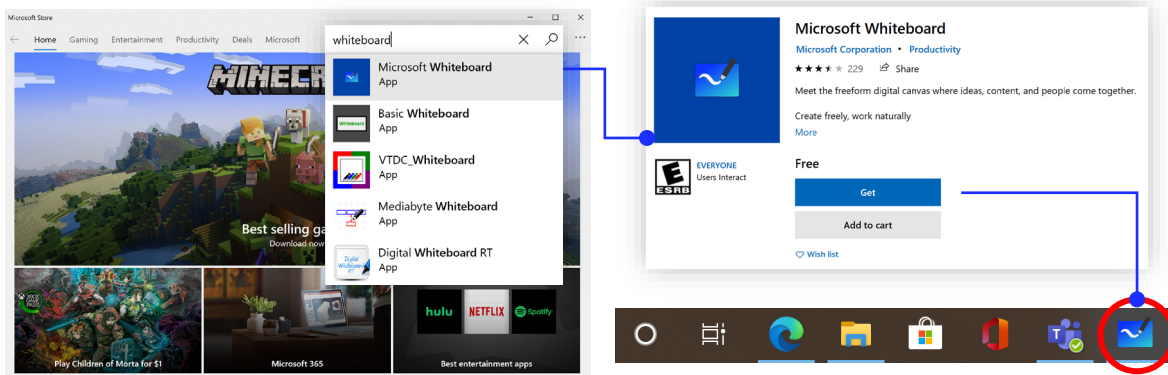 Microsoft Store
Home Gaming Entertainment Productivity Deals Microsoft
whiteboard
Microsoft Whiteboard
App
Basic Whiteboard
App
VTDC_Whiteboard
App
Mediabyte Whiteboard
App
Digital Whiteboard RT
App
MINECR
Best selling ga
Download now
Play Children of Morta for $1
Microsoft 365
hulu NETFLIX Spotify
Best entertainment apps
Microsoft Whiteboard
Microsoft Corporation • Productivity
229 Share
Meet the freeform digital canvas where ideas, content, and people come together.
Create freely, work naturally
More
E
ESRB
EVERYONE
Users Interact
Free
Get
Add to cart
Wish list
T